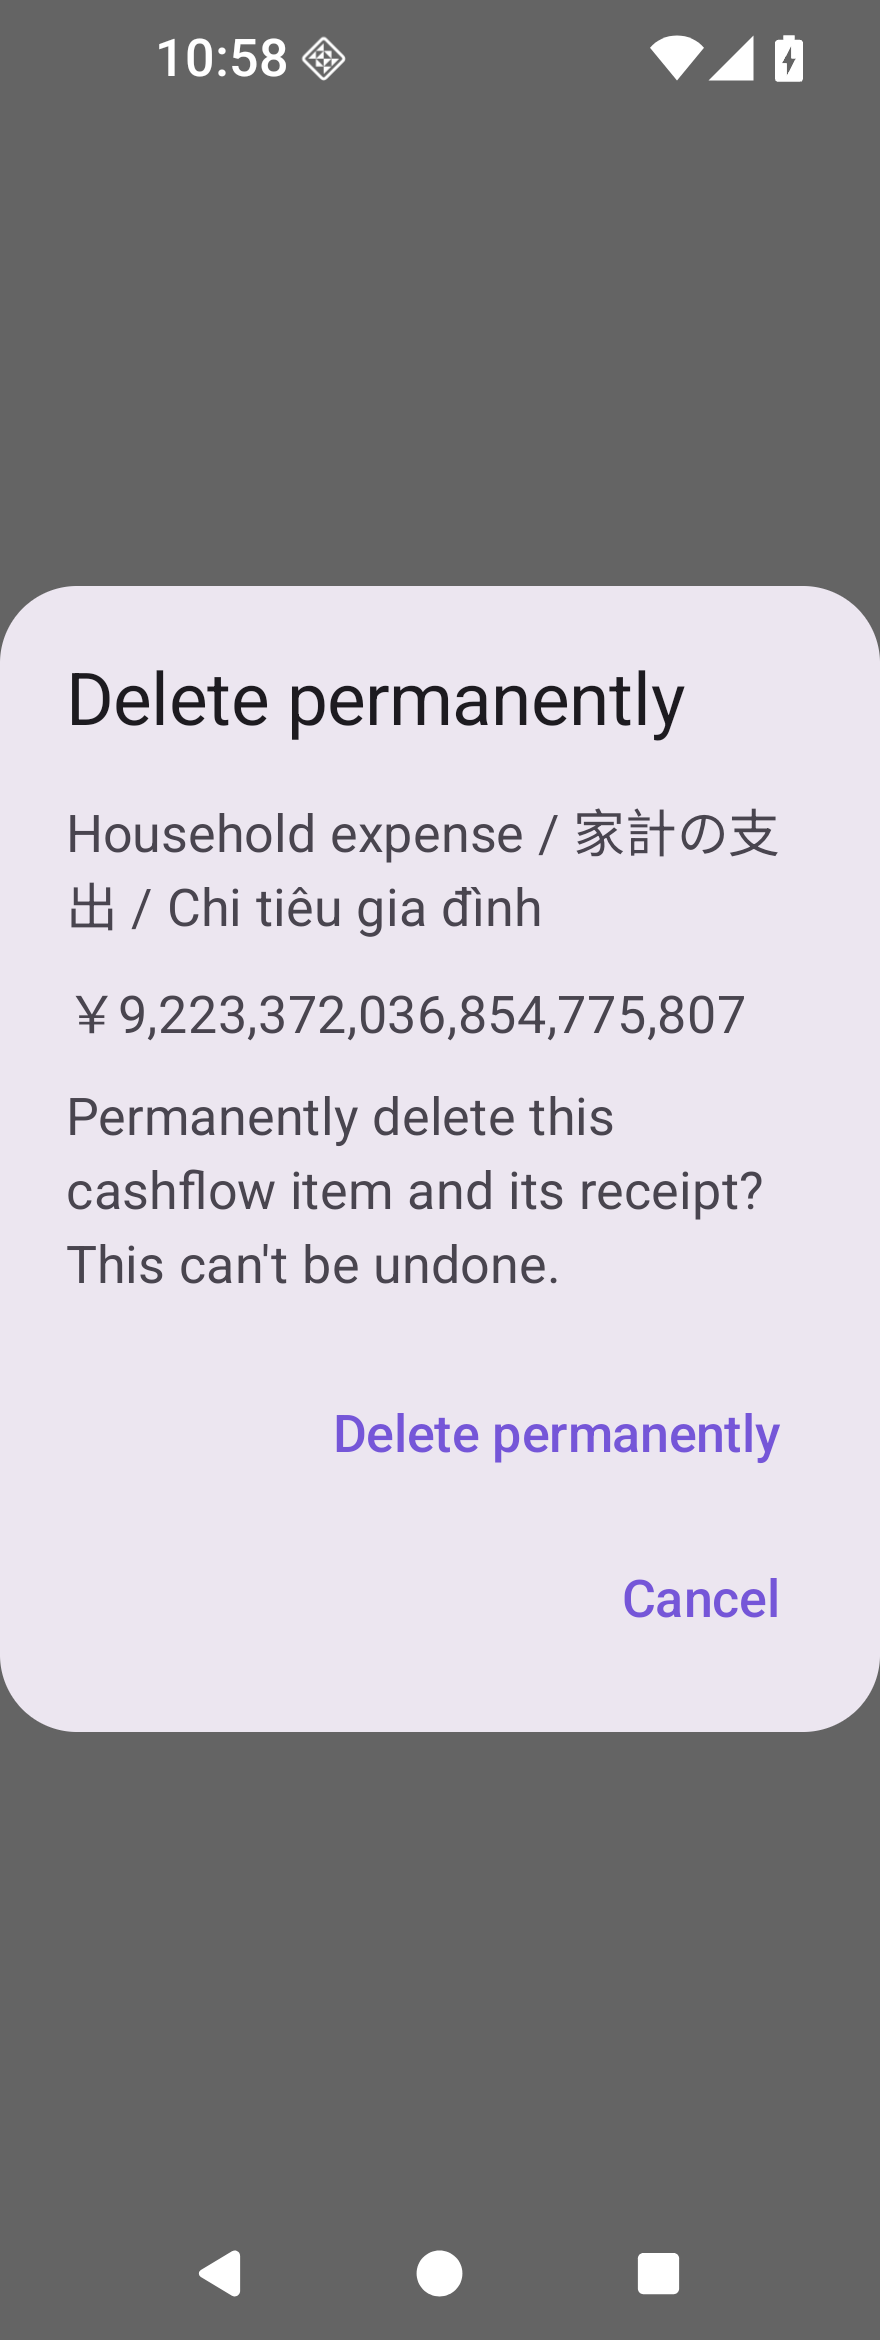 10:58
Delete permanently
Household expense / 家計の支
出 / Chi tiêu gia đình
￥9,223,372,036,854,775,807
Permanently delete this
cashflow item and its receipt?
This can't be undone.
Delete permanently
Cancel